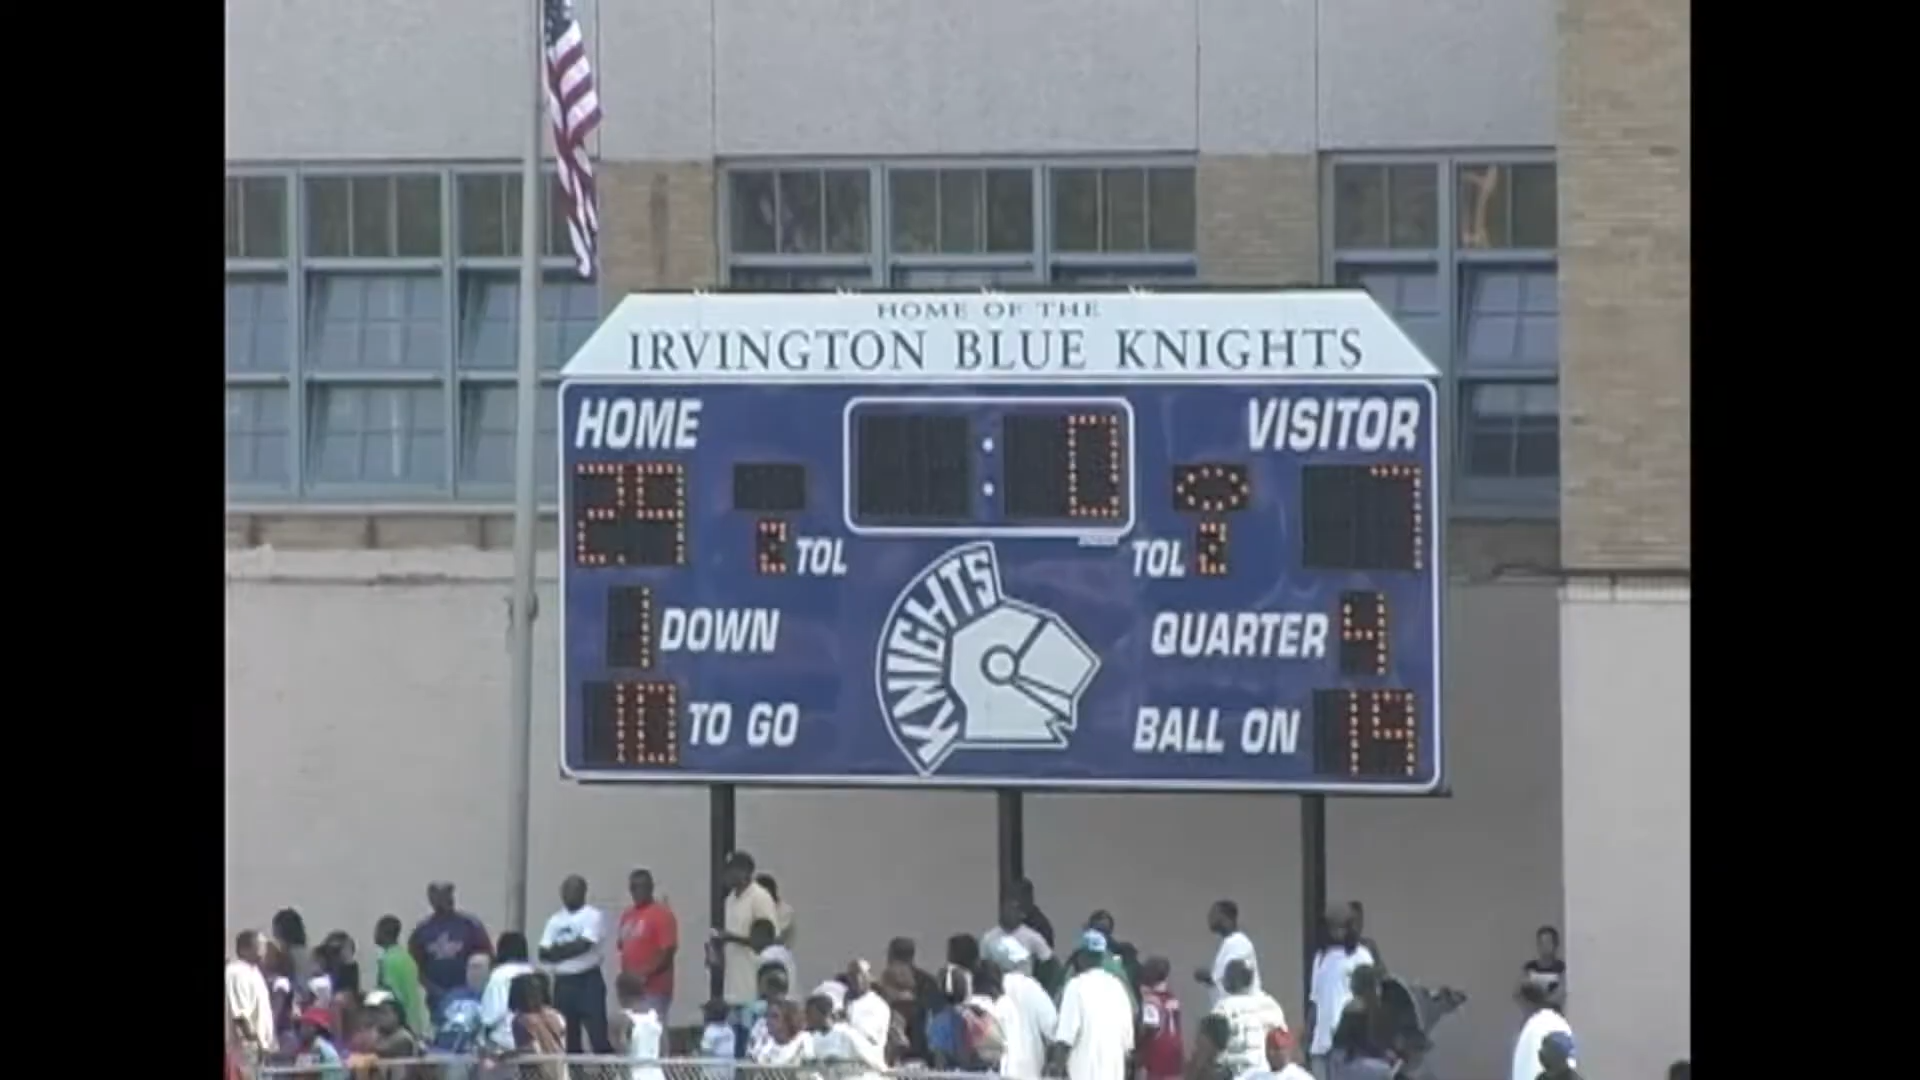 HOME OF THE
IRVINGTON BLUE KNIGHTS
HOME
VISITOR
: 0
29
7
2 TOL
TOL 2
KNIGHTS
1 DOWN
QUARTER 4
10 TO GO
BALL ON 19